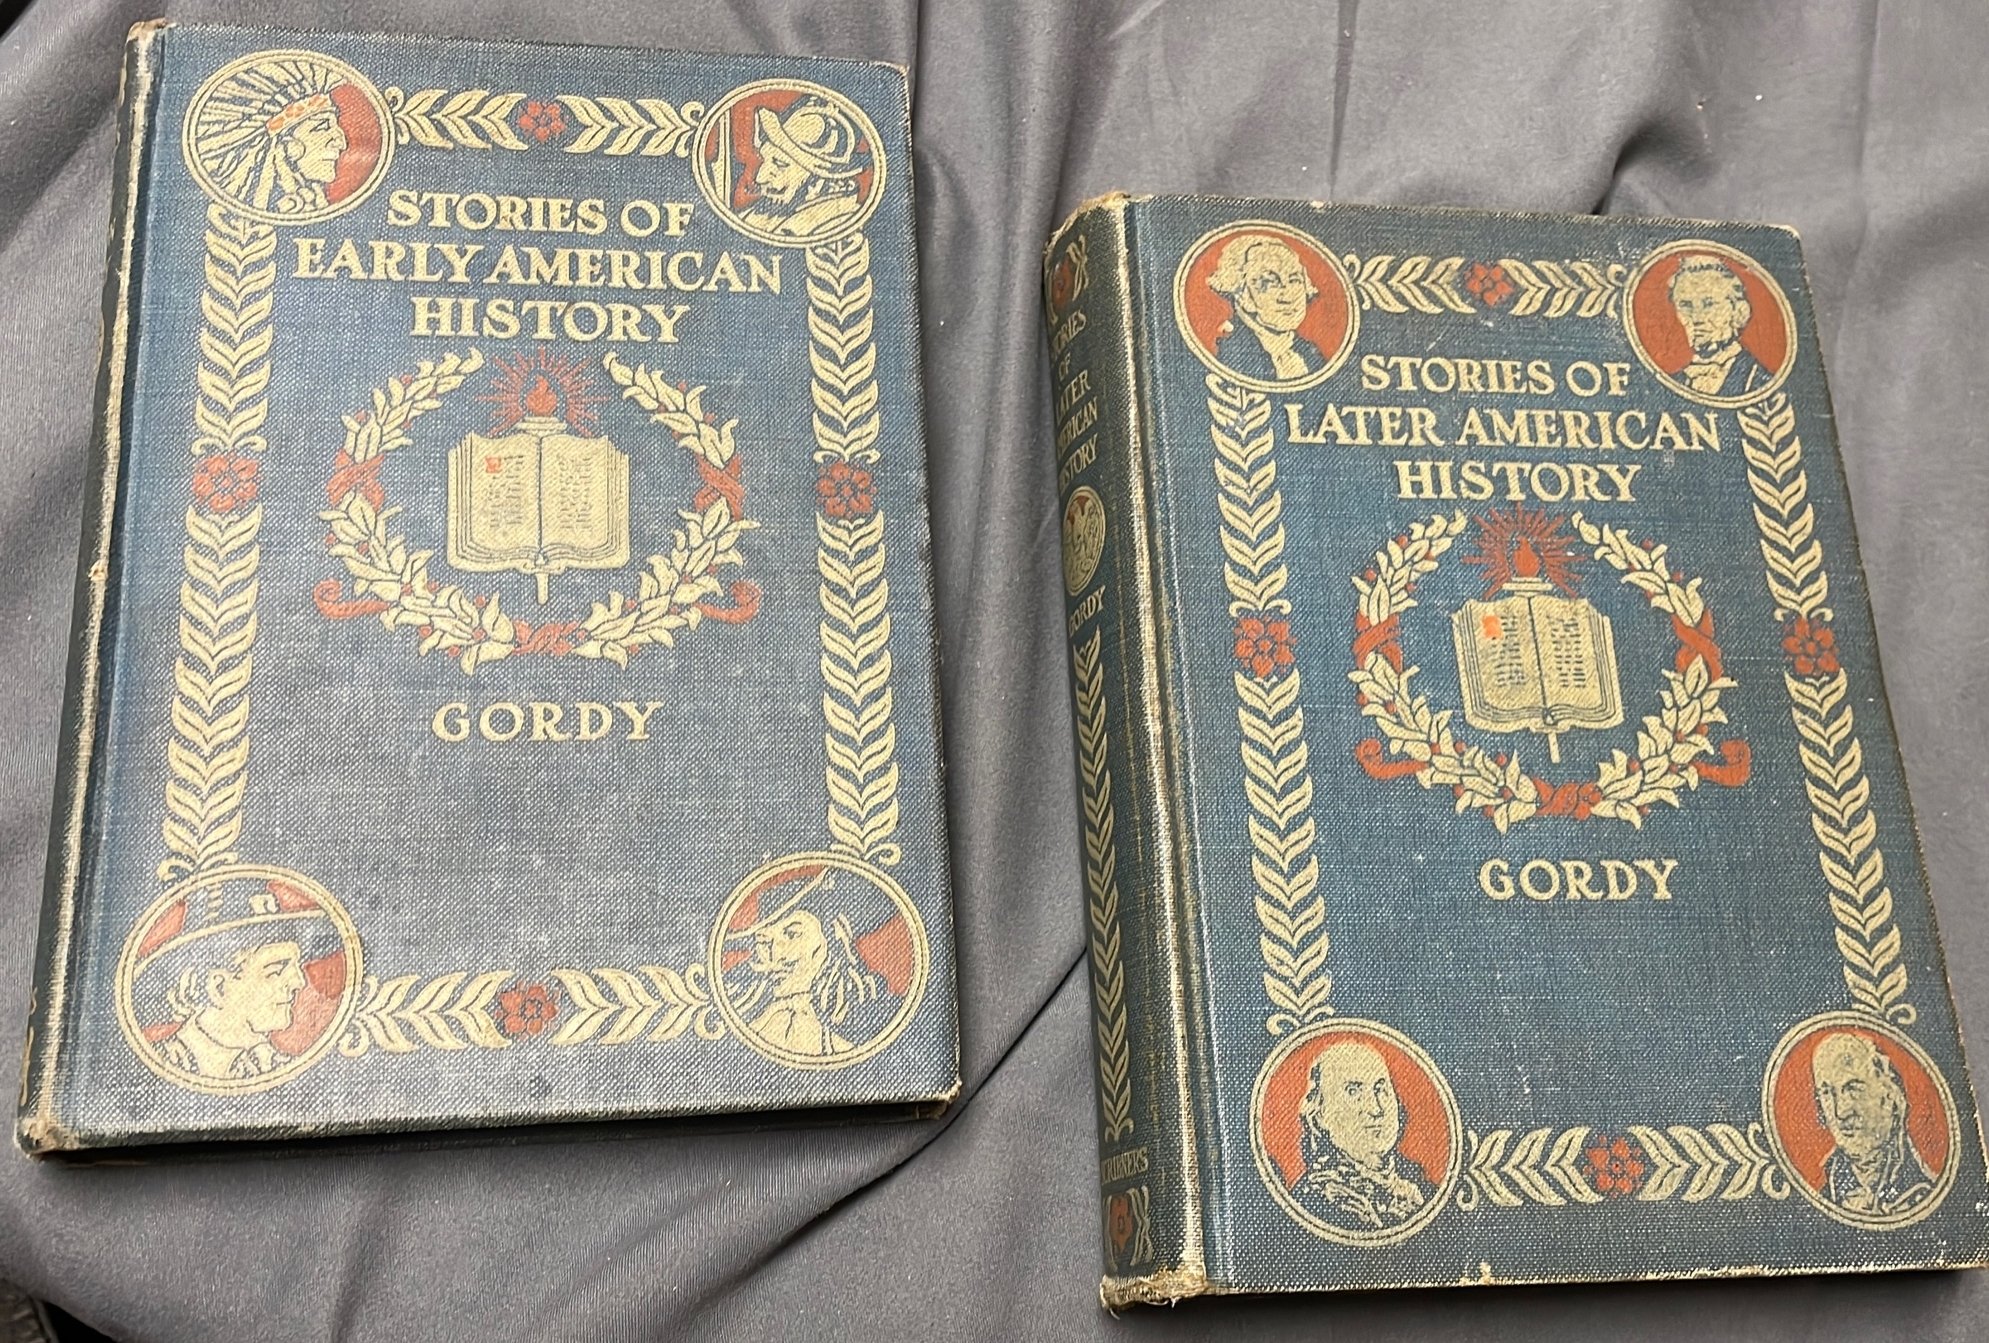 STORIES OF
EARLY AMERICAN
HISTORY
GORDY
STORIES
OF
LATER
AMERICAN
HISTORY
GORDY
SCRIBNERS
STORIES OF
LATER AMERICAN
HISTORY
GORDY